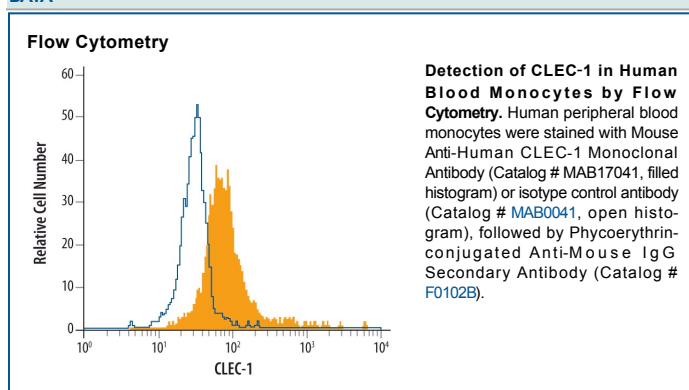 Flow Cytometry
60
50
40
30
20
10
0
Relative Cell Number
10⁰ 10¹ 10² 10³ 10⁴
CLEC-1
Detection of CLEC-1 in Human
Blood Monocytes by Flow
Cytometry. Human peripheral blood
monocytes were stained with Mouse
Anti-Human CLEC-1 Monoclonal
Antibody (Catalog # MAB17041, filled
histogram) or isotype control antibody
(Catalog # MAB0041, open histo-
gram), followed by Phycoerythrin-
conjugated Anti-Mouse IgG
Secondary Antibody (Catalog #
F0102B).